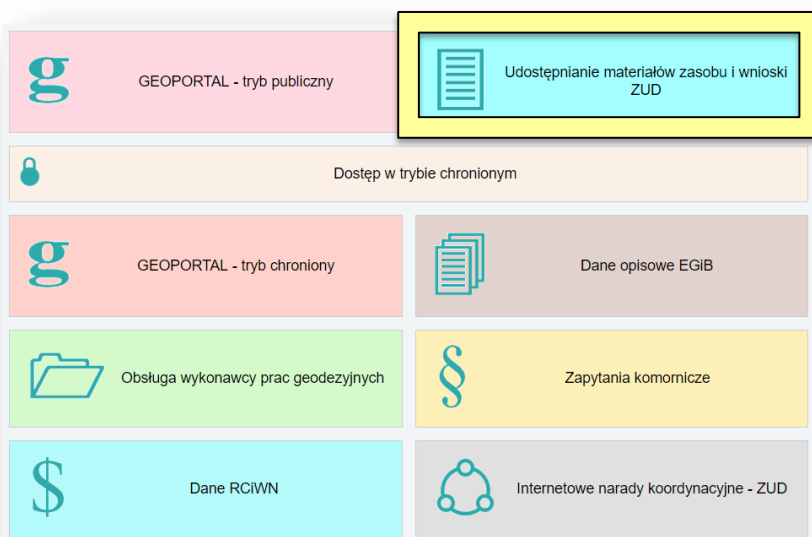 g GEOPORTAL - tryb publiczny
Udostępnianie materiałów zasobu i wnioski
ZUD
Dostęp w trybie chronionym
g GEOPORTAL - tryb chroniony
Dane opisowe EGiB
Obsługa wykonawcy prac geodezyjnych
§ Zapytania komornicze
$ Dane RCiWN
Internetowe narady koordynacyjne - ZUD